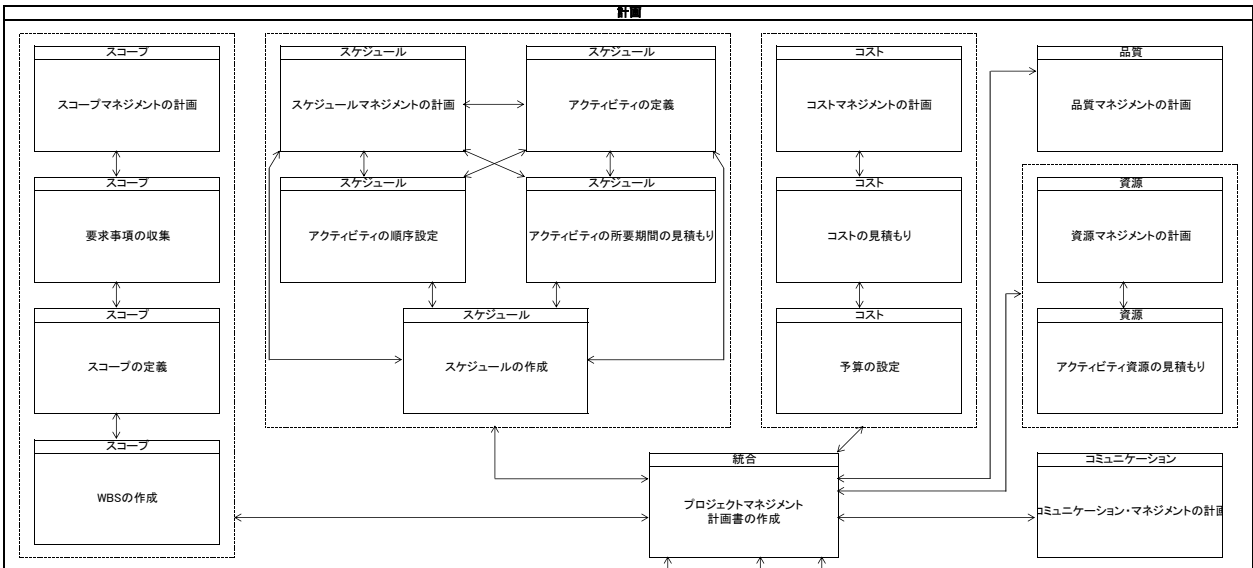 計画
スコープ
スコープマネジメントの計画
スコープ
要求事項の収集
スコープ
スコープの定義
スコープ
WBSの作成
スケジュール
スケジュールマネジメントの計画
スケジュール
アクティビティの定義
スケジュール
アクティビティの順序設定
スケジュール
アクティビティの所要期間の見積もり
スケジュール
スケジュールの作成
コスト
コストマネジメントの計画
コスト
コストの見積もり
コスト
予算の設定
品質
品質マネジメントの計画
資源
資源マネジメントの計画
資源
アクティビティ資源の見積もり
統合
プロジェクトマネジメント
計画書の作成
コミュニケーション
コミュニケーション・マネジメントの計画